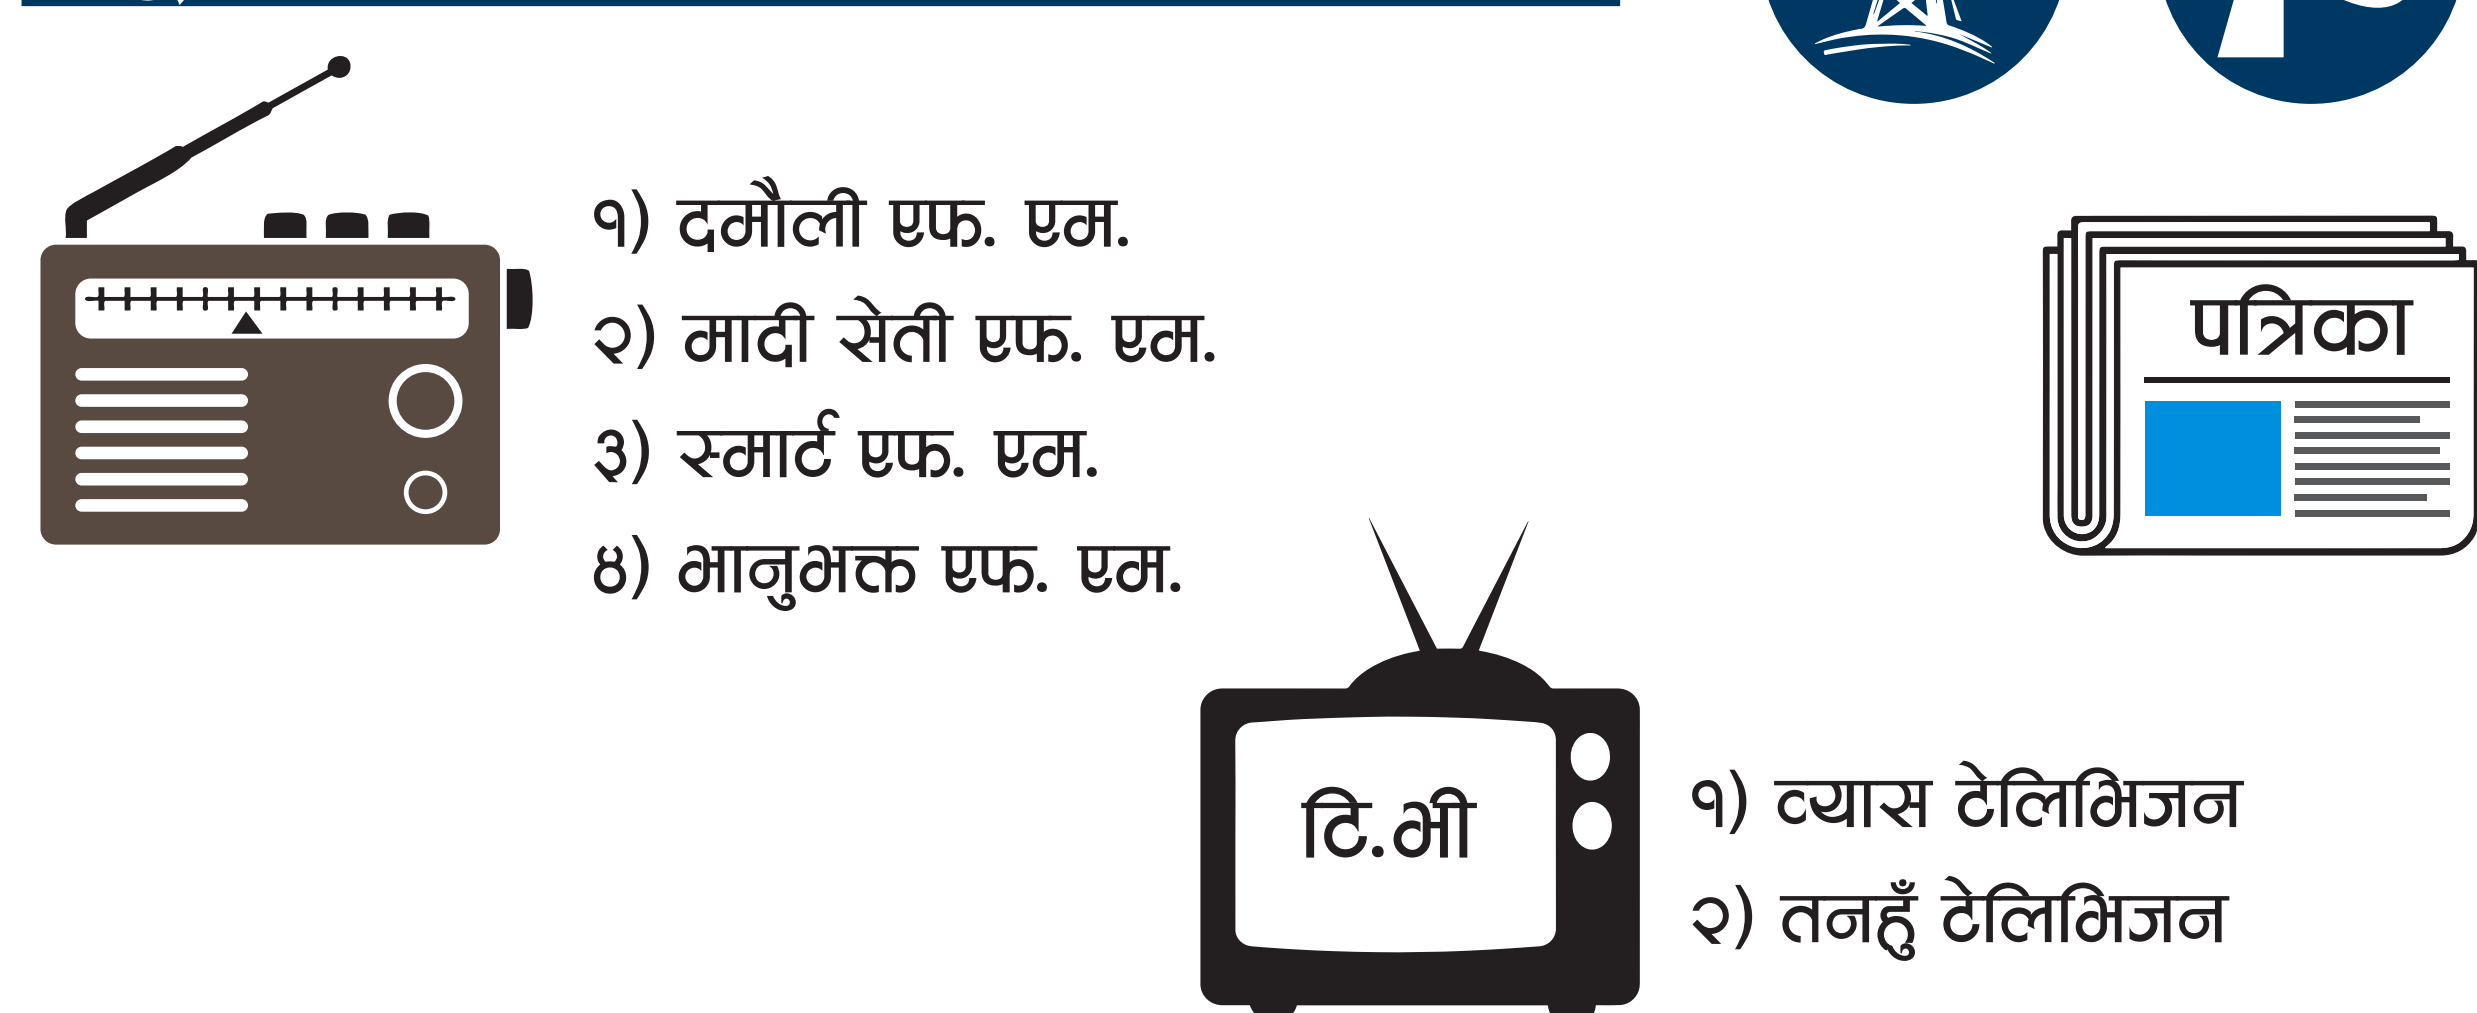 १) दमौली एफ. एम.
२) मादी सेती एफ. एम.
३) स्मार्ट एफ. एम.
४) भानुभक्त एफ. एम.
पत्रिका
टि.भी
१) व्यास टेलिभिजन
२) तनहुँ टेलिभिजन